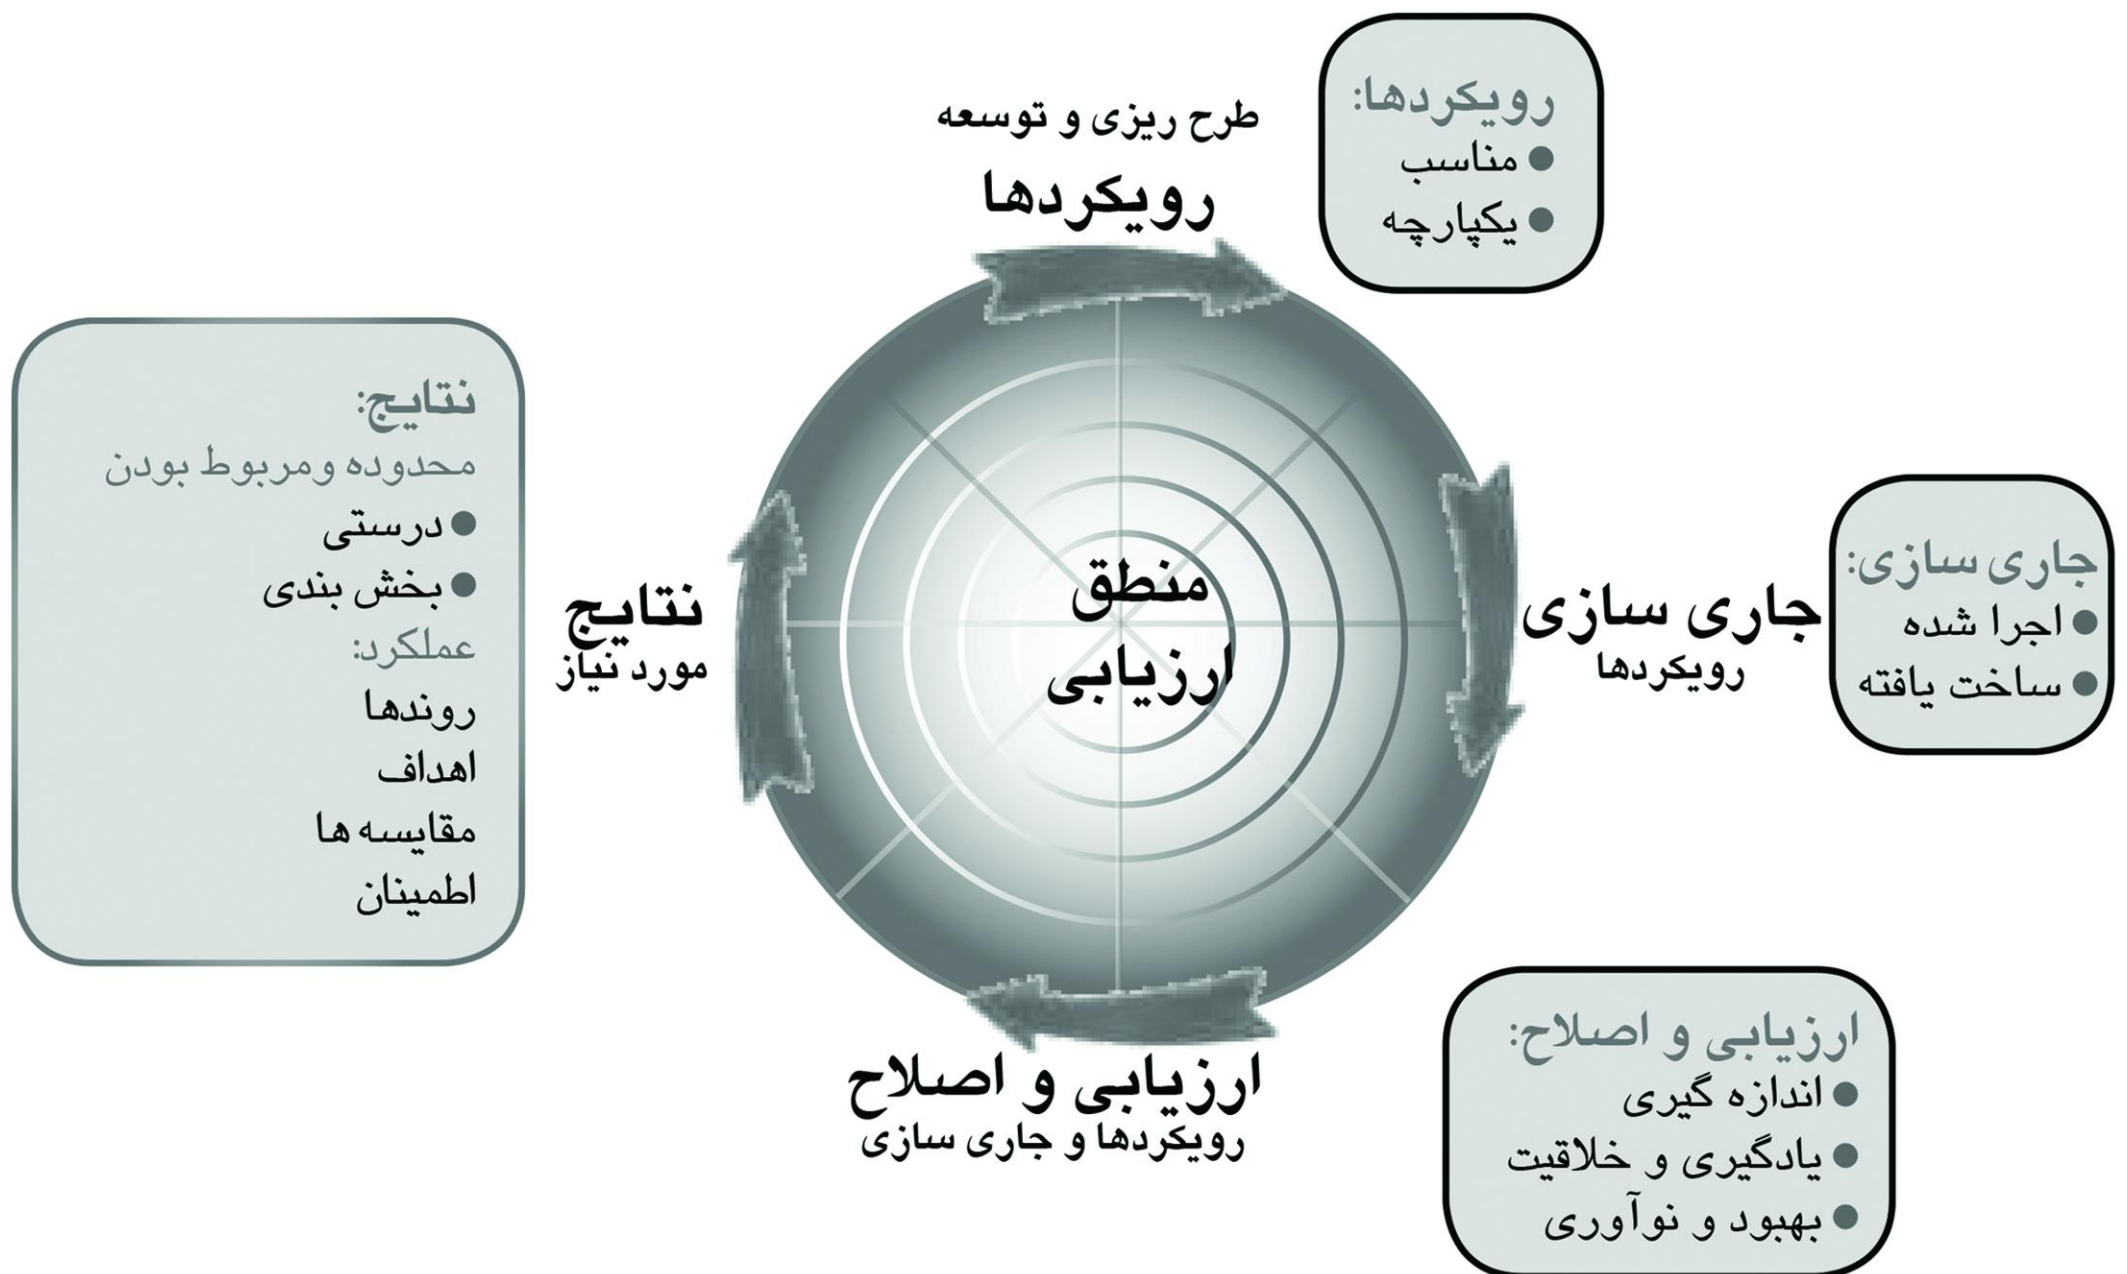 طرح ریزی و توسعه
رویکردها
رویکردها:
● مناسب
● یکپارچه
جاری سازی
رویکردها
جاری سازی:
● اجرا شده
● ساخت یافته
منطق
ارزیابی
نتایج
مورد نیاز
نتایج:
محدوده ومربوط بودن
● درستی
● بخش بندی
عملکرد:
روندها
اهداف
مقایسه ها
اطمینان
ارزیابی و اصلاح
رویکردها و جاری سازی
ارزیابی و اصلاح:
● اندازه گیری
● یادگیری و خلاقیت
● بهبود و نوآوری